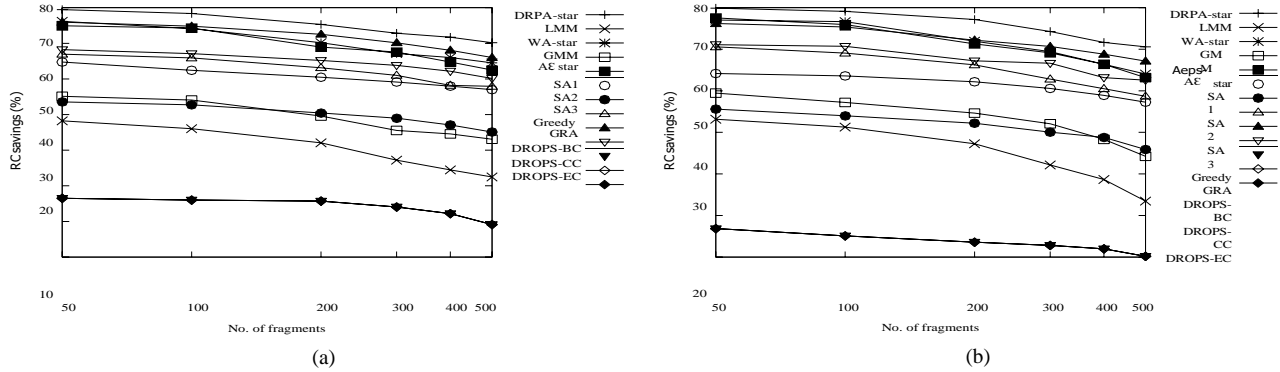 80
70
60
50
40
30
20
10
RC savings (%)
50 100 200 300 400 500
No. of fragments
DRPA-star
LMM
WA-star
GMM
Aε star
SA1
SA2
SA3
Greedy
GRA
DROPS-BC
DROPS-CC
DROPS-EC
(a)
80
70
60
50
40
30
20
RC savings (%)
50 100 200 300 400 500
No. of fragments
DRPA-star
LMM
WA-star
GM
Aeps M
Aε star
SA
1
SA
2
SA
3
Greedy
GRA
DROPS-
BC
DROPS-
CC
DROPS-EC
(b)